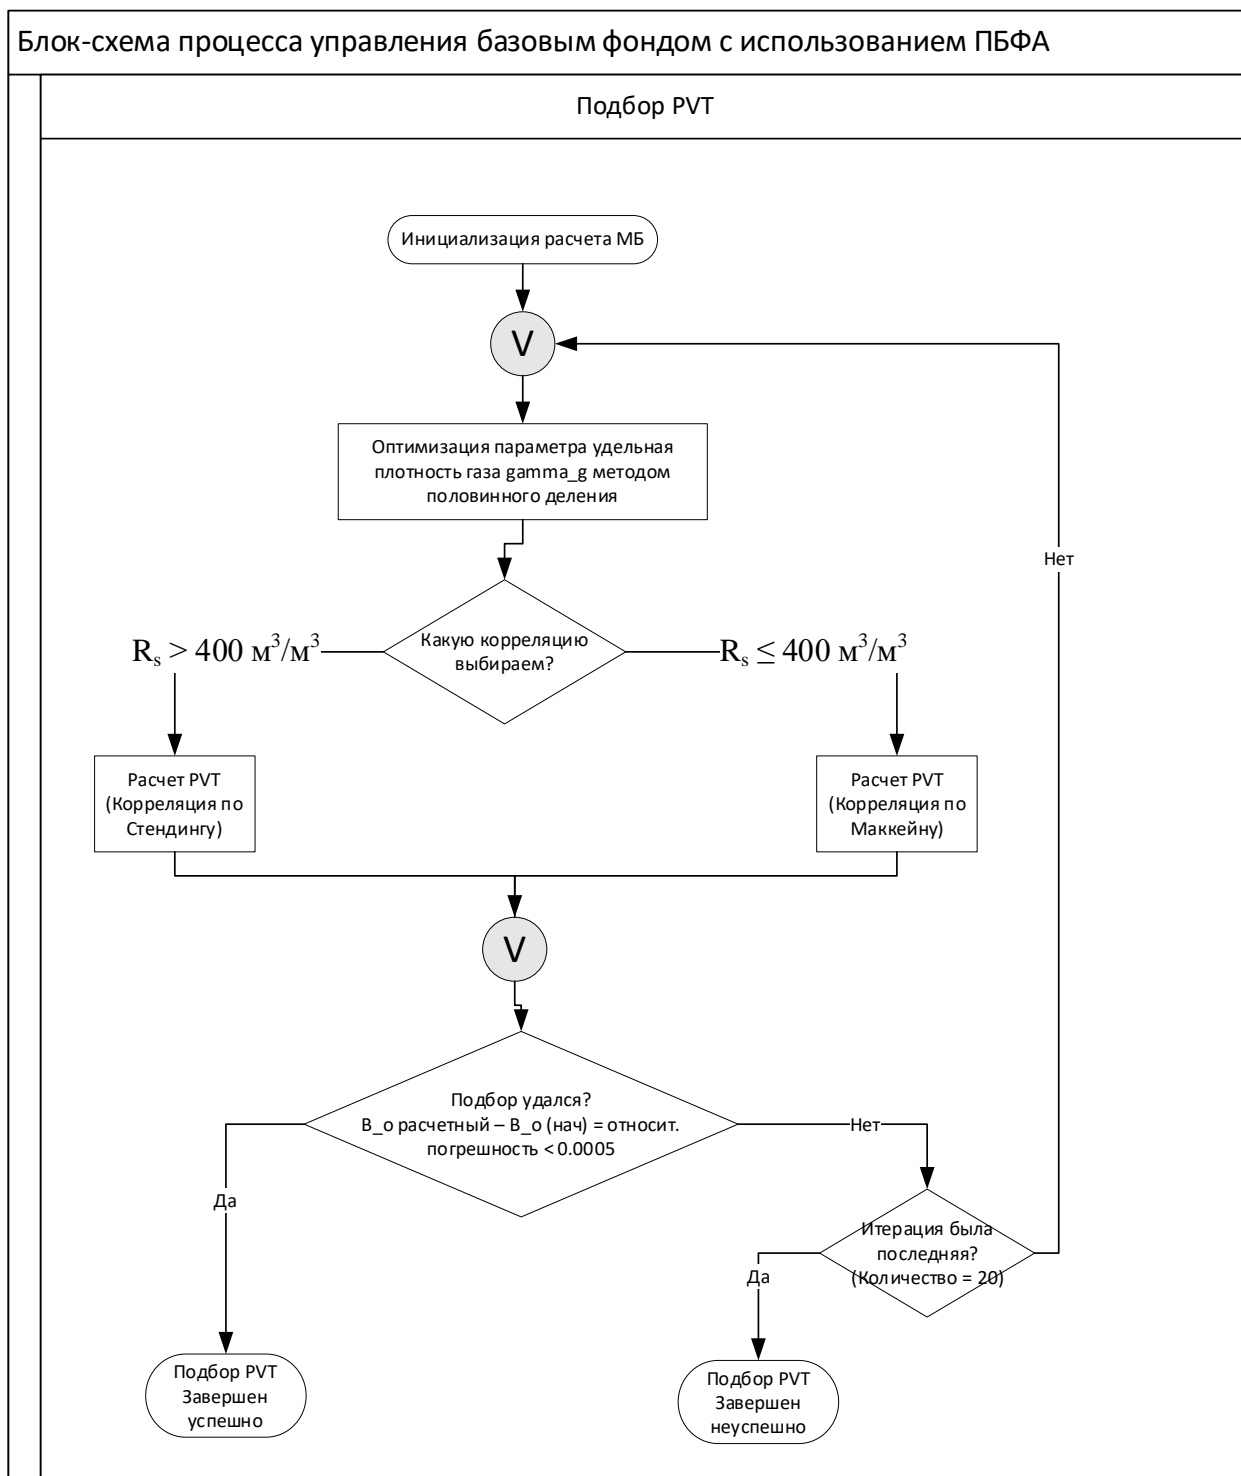 Блок-схема процесса управления базовым фондом с использованием ПБФА
Подбор PVT
Инициализация расчета МБ
V
Оптимизация параметра удельная
плотность газа gamma_g методом
половинного деления
Нет
Какую корреляцию
выбираем?
R_s > 400 м³/м³
R_s ≤ 400 м³/м³
Расчет PVT
(Корреляция по
Стендингу)
Расчет PVT
(Корреляция по
Маккейну)
V
Подбор удался?
B_o расчетный – B_o (нач) = относит.
погрешность < 0.0005
Нет
Да
Итерация была
последняя?
(Количество = 20)
Да
Подбор PVT
Завершен
успешно
Подбор PVT
Завершен
неуспешно